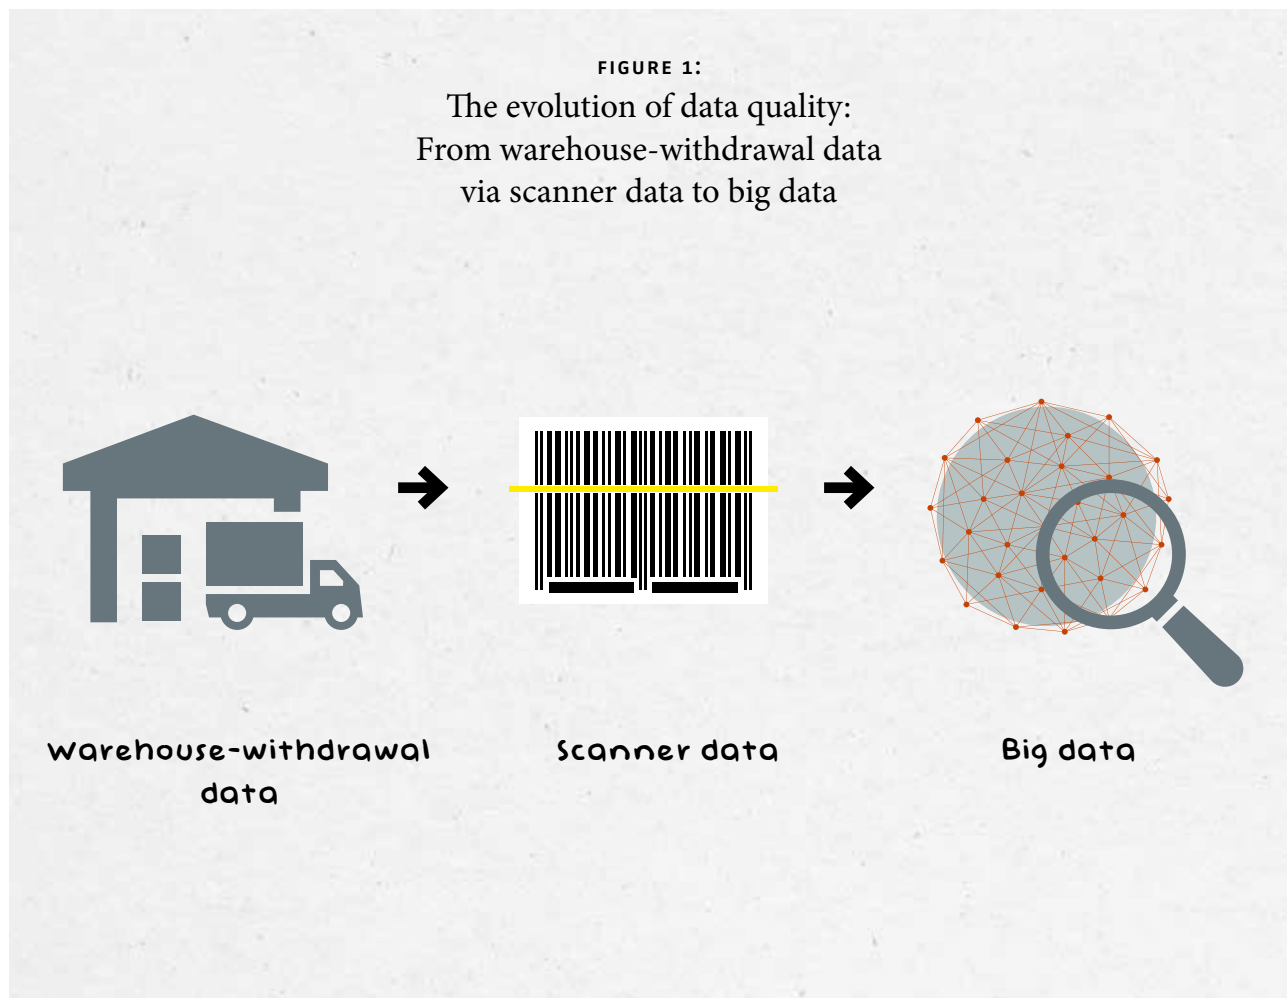 FIGURE 1:
The evolution of data quality:
From warehouse-withdrawal data
via scanner data to big data
Warehouse-withdrawal
data
Scanner data
Big data